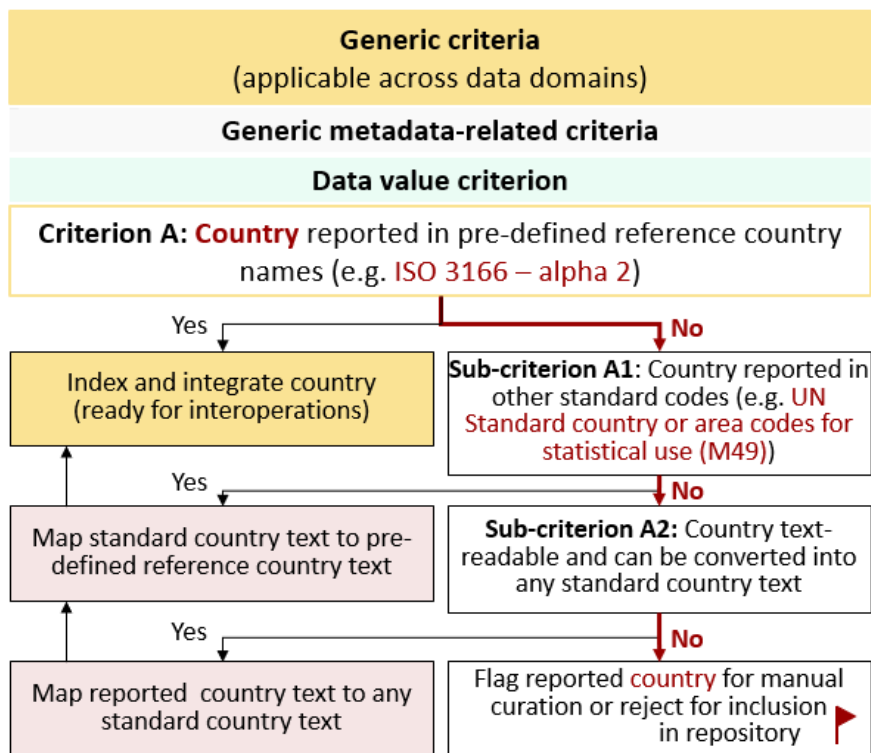 Generic criteria
(applicable across data domains)
Generic metadata-related criteria
Data value criterion
Criterion A: Country reported in pre-defined reference country
names (e.g. ISO 3166 – alpha 2)
Yes
No
Index and integrate country
(ready for interoperations)
Sub-criterion A1: Country reported in
other standard codes (e.g. UN
Standard country or area codes for
statistical use (M49))
Yes
No
Map standard country text to pre-
defined reference country text
Sub-criterion A2: Country text-
readable and can be converted into
any standard country text
Yes
No
Map reported country text to any
standard country text
Flag reported country for manual
curation or reject for inclusion
in repository